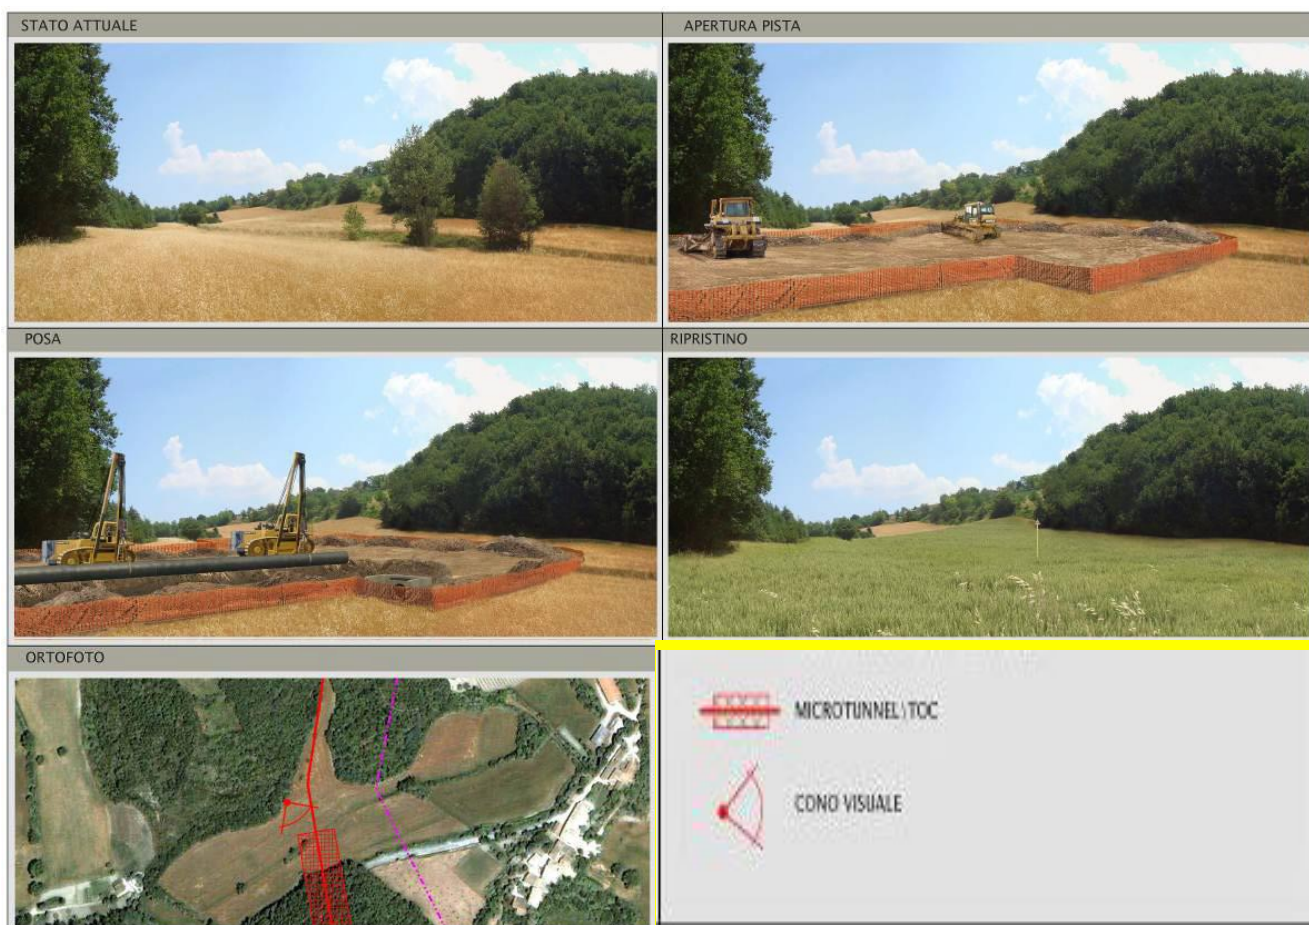 STATO ATTUALE
APERTURA PISTA
POSA
RIPRISTINO
ORTOFOTO
MICROTUNNEL\TOC
CONO VISUALE